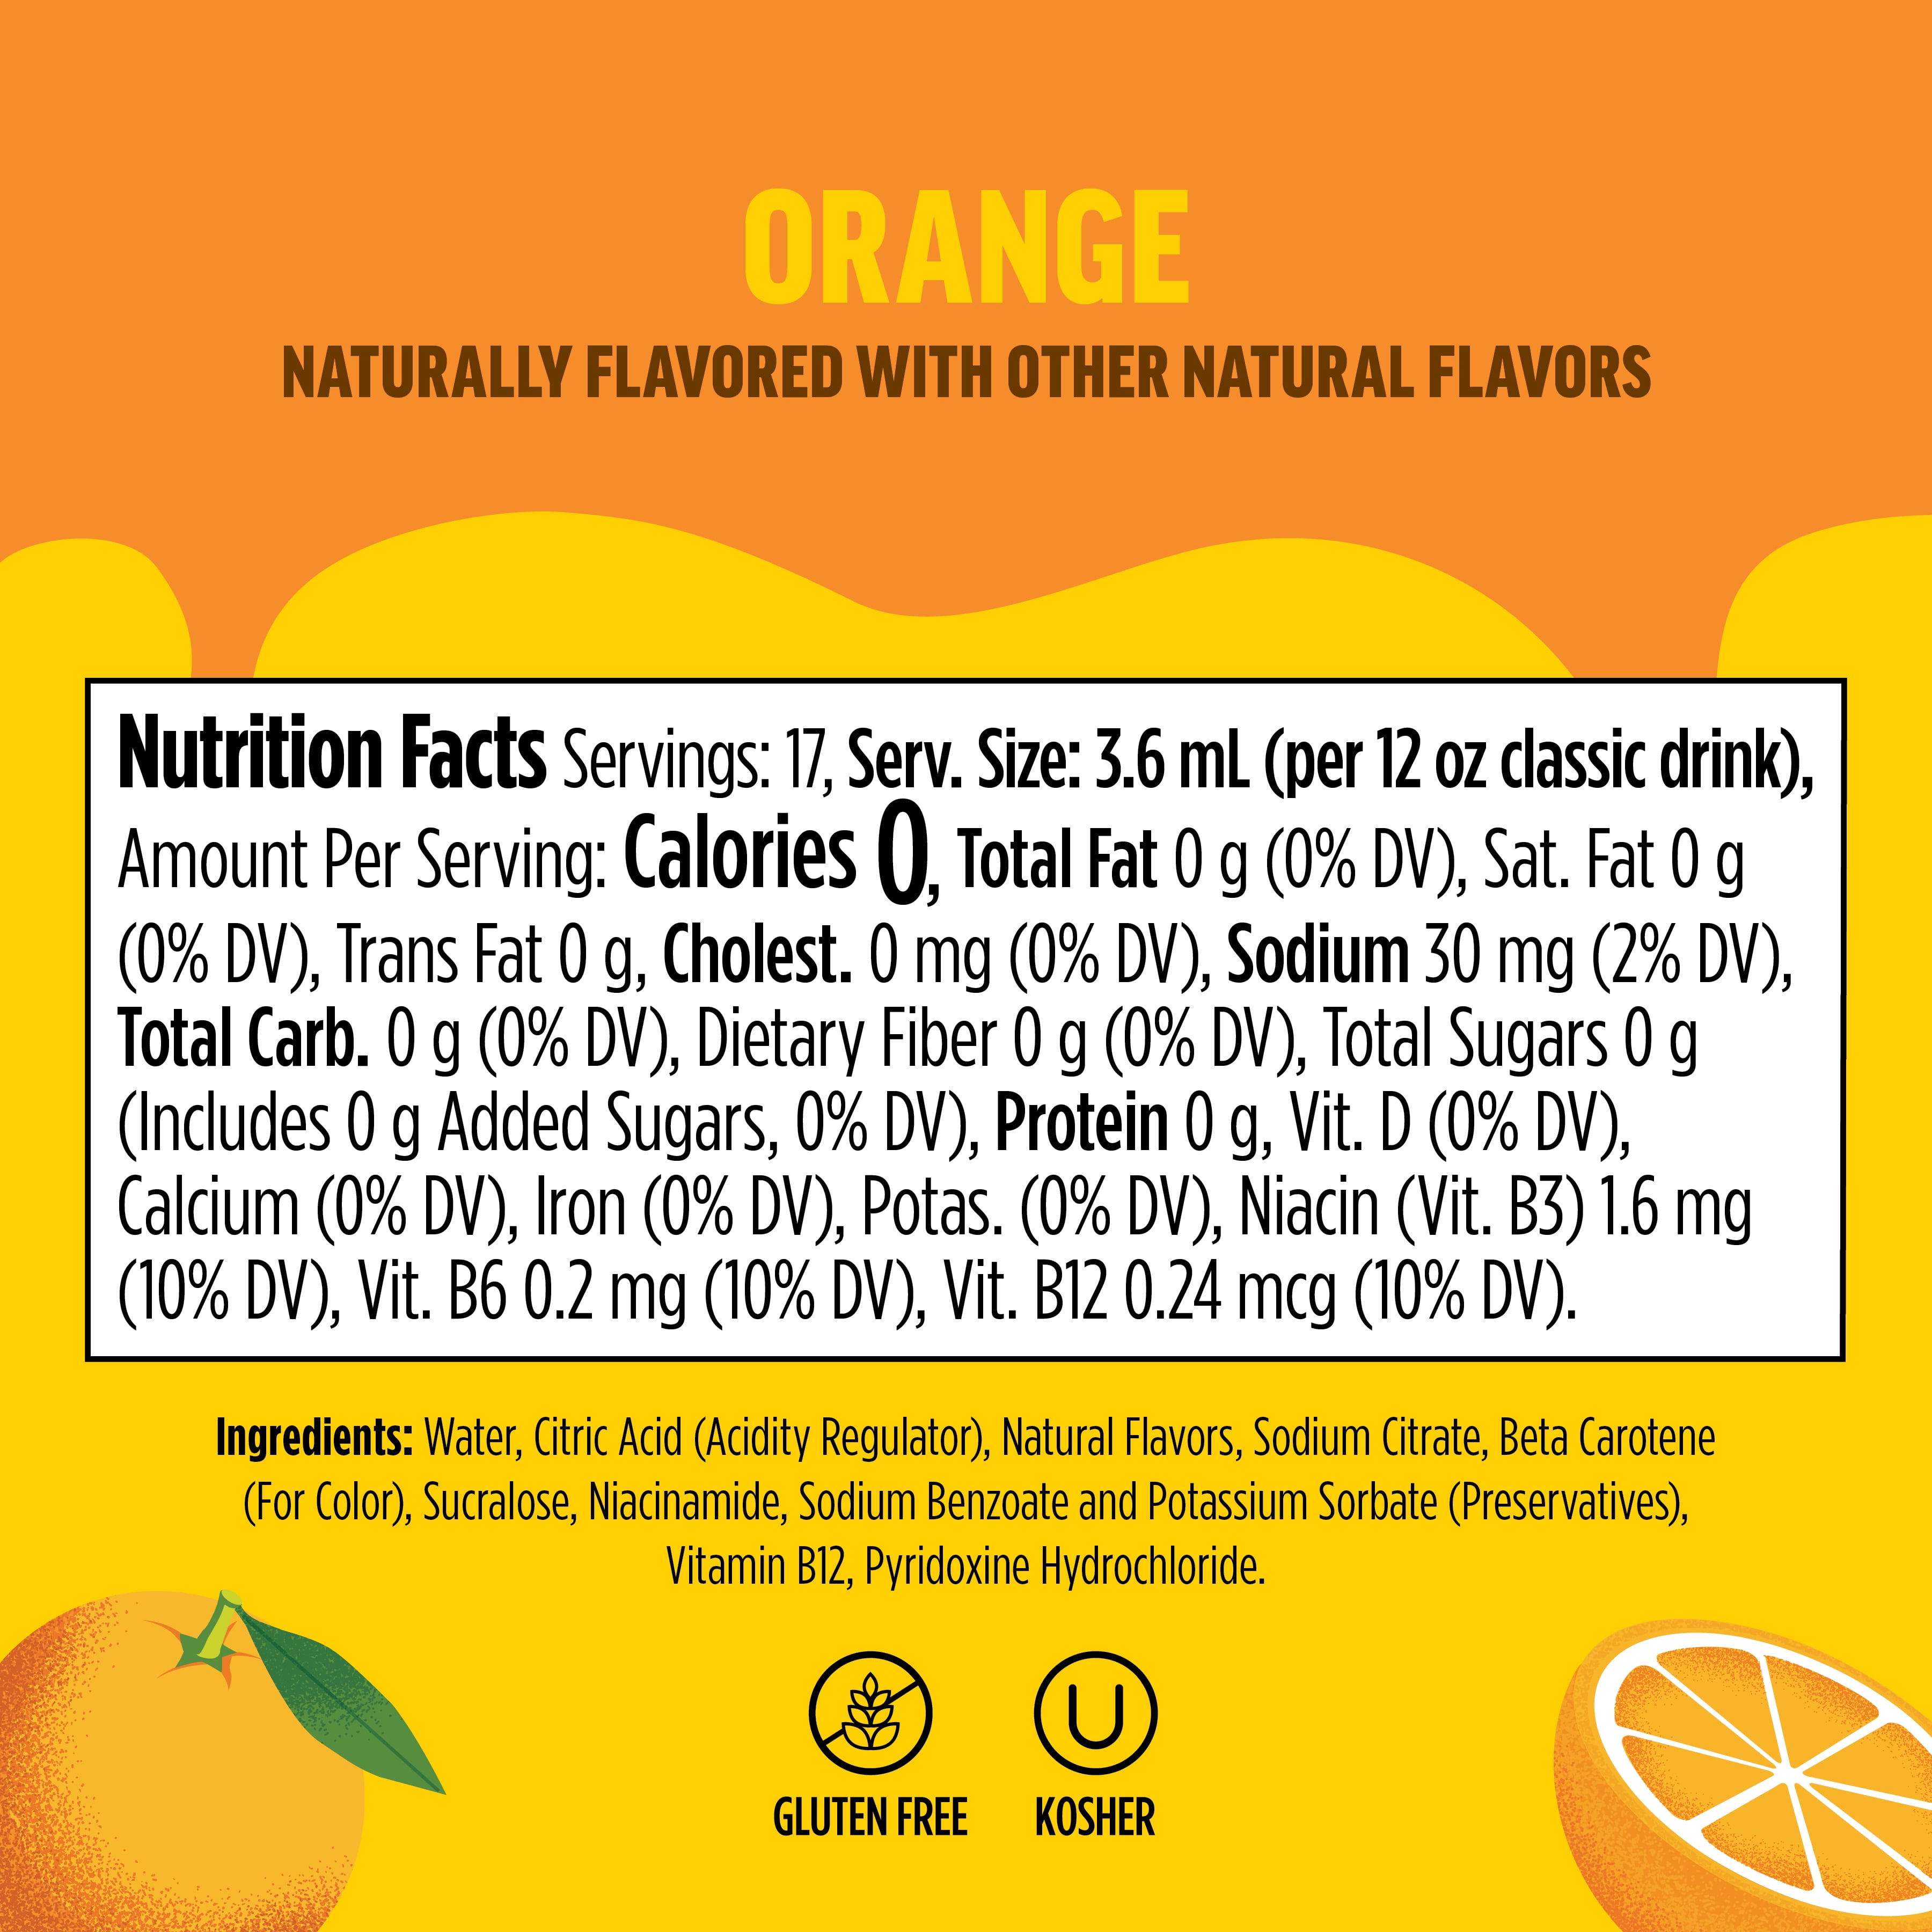 ORANGE
NATURALLY FLAVORED WITH OTHER NATURAL FLAVORS
Nutrition Facts Servings: 17, Serv. Size: 3.6 mL (per 12 oz classic drink),
Amount Per Serving: Calories 0, Total Fat 0 g (0% DV), Sat. Fat 0 g
(0% DV), Trans Fat 0 g, Cholest. 0 mg (0% DV), Sodium 30 mg (2% DV),
Total Carb. 0 g (0% DV), Dietary Fiber 0 g (0% DV), Total Sugars 0 g
(Includes 0 g Added Sugars, 0% DV), Protein 0 g, Vit. D (0% DV),
Calcium (0% DV), Iron (0% DV), Potas. (0% DV), Niacin (Vit. B3) 1.6 mg
(10% DV), Vit. B6 0.2 mg (10% DV), Vit. B12 0.24 mcg (10% DV).
Ingredients: Water, Citric Acid (Acidity Regulator), Natural Flavors, Sodium Citrate, Beta Carotene
(For Color), Sucralose, Niacinamide, Sodium Benzoate and Potassium Sorbate (Preservatives),
Vitamin B12, Pyridoxine Hydrochloride.
U
GLUTEN FREE KOSHER